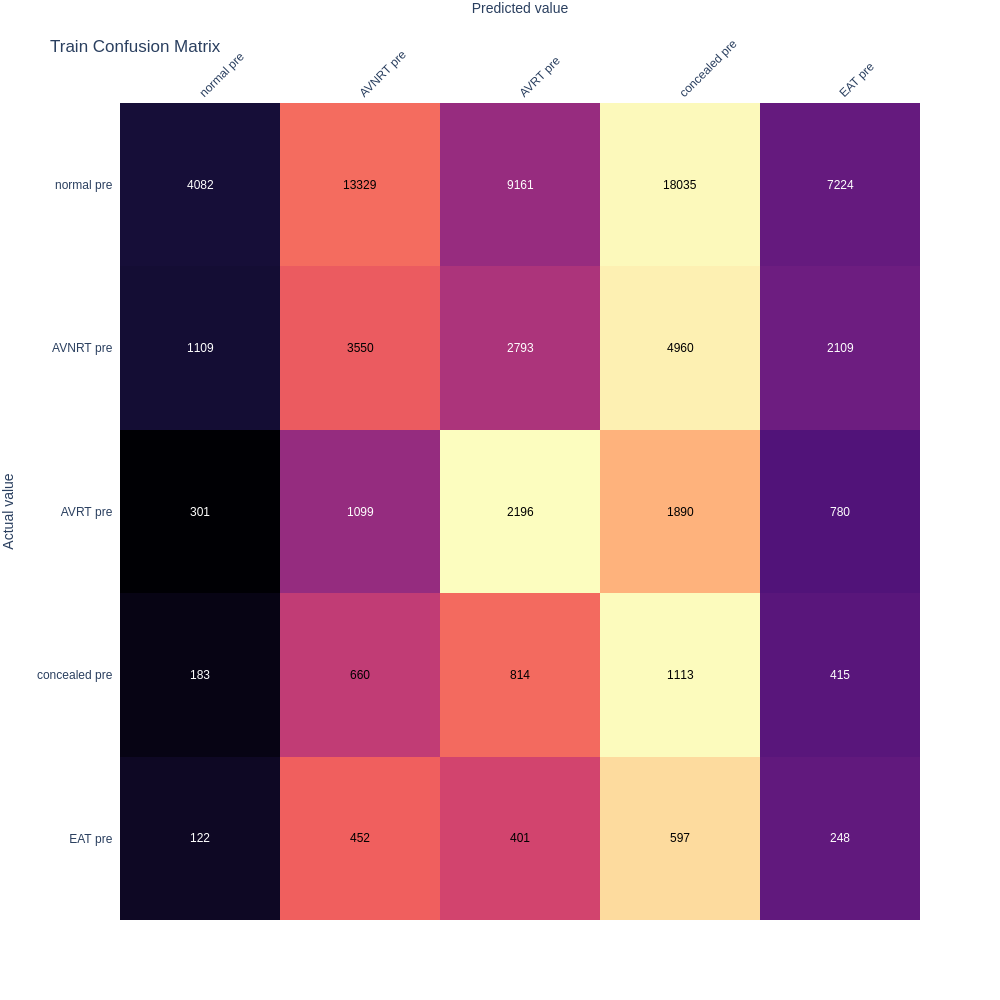 Predicted value
Train Confusion Matrix
normal pre AVNRT pre AVRT pre concealed pre EAT pre
normal pre 4082 13329 9161 18035 7224
AVNRT pre 1109 3550 2793 4960 2109
AVRT pre 301 1099 2196 1890 780
concealed pre 183 660 814 1113 415
EAT pre 122 452 401 597 248
Actual value